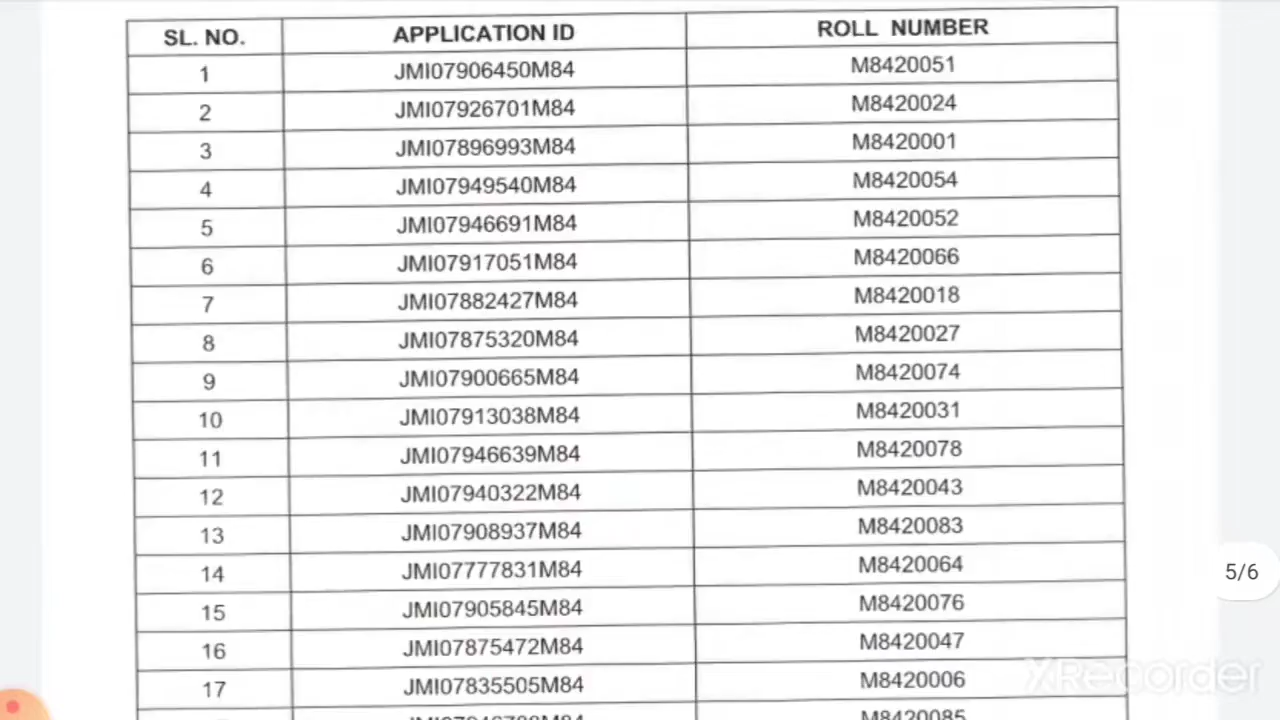 SL. NO. APPLICATION ID ROLL NUMBER
1 JMI07906450M84 M8420051
2 JMI07926701M84 M8420024
3 JMI07896993M84 M8420001
4 JMI07949540M84 M8420054
5 JMI07946691M84 M8420052
6 JMI07917051M84 M8420066
7 JMI07882427M84 M8420018
8 JMI07875320M84 M8420027
9 JMI07900665M84 M8420074
10 JMI07913038M84 M8420031
11 JMI07946639M84 M8420078
12 JMI07940322M84 M8420043
13 JMI07908937M84 M8420083
14 JMI07777831M84 M8420064
15 JMI07905845M84 M8420076
16 JMI07875472M84 M8420047
17 JMI07835505M84 M8420006
M8420085
5/6
XRecorder